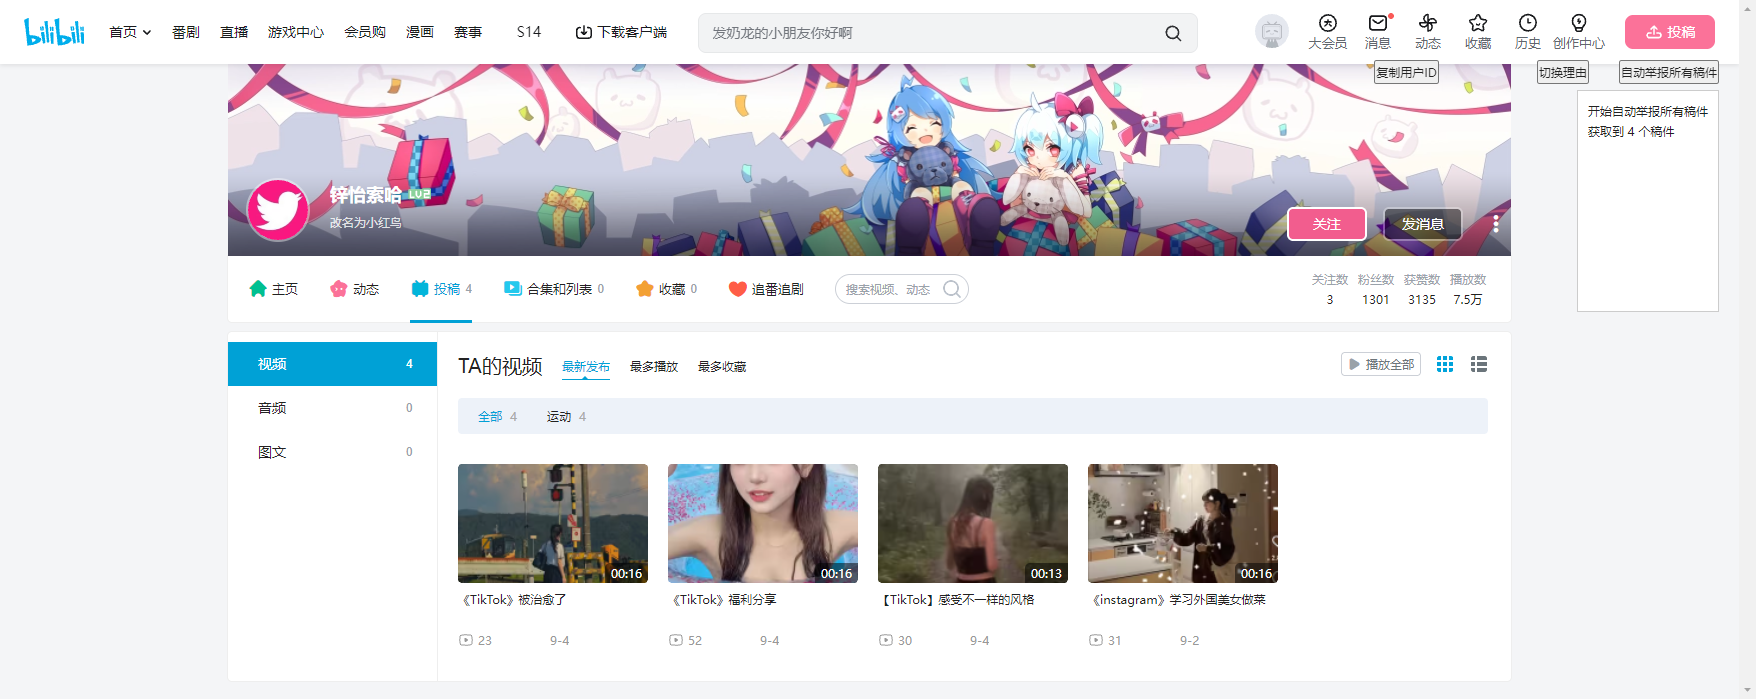 bilibili
首页
番剧
直播
游戏中心
会员购
漫画
赛事
S14
下载客户端
发奶龙的小朋友你好啊
大会员
消息
动态
收藏
历史
创作中心
投稿
复制用户ID
切换理由
自动举报所有稿件
开始自动举报所有稿件
获取到 4 个稿件
锌怡索哈 LV2
改名为小红鸟
关注
发消息
主页
动态
投稿 4
合集和列表 0
收藏 0
追番追剧
搜索视频、动态
关注数 粉丝数 获赞数 播放数
3 1301 3135 7.5万
视频 4
音频 0
图文 0
TA的视频
最新发布
最多播放
最多收藏
播放全部
全部 4
运动 4
00:16
00:16
00:13
00:16
《TikTok》被治愈了
《TikTok》福利分享
【TikTok】感受不一样的风格
《instagram》学习外国美女做菜
23 9-4
52 9-4
30 9-4
31 9-2